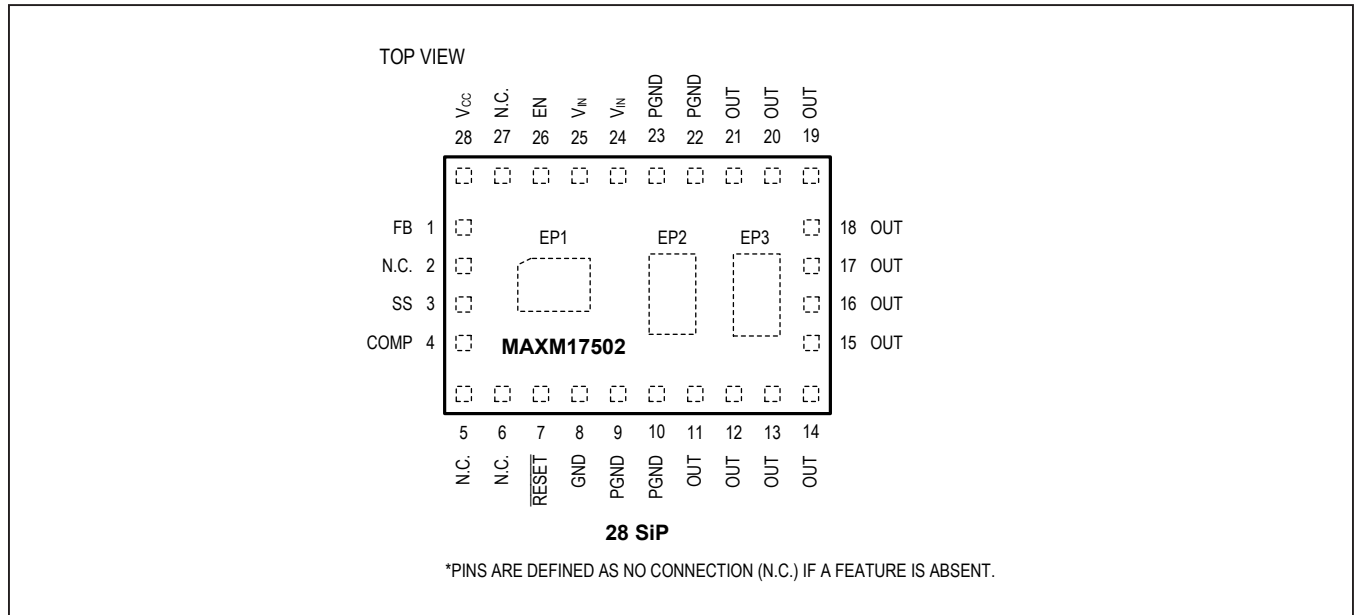 TOP VIEW
VCC N.C. EN VIN VIN PGND PGND OUT OUT OUT
28 27 26 25 24 23 22 21 20 19
FB 1
18 OUT
EP1 EP2 EP3
N.C. 2
17 OUT
SS 3
16 OUT
COMP 4
MAXM17502
15 OUT
5 6 7 8 9 10 11 12 13 14
N.C. N.C. RESET GND PGND PGND OUT OUT OUT OUT
28 SiP
*PINS ARE DEFINED AS NO CONNECTION (N.C.) IF A FEATURE IS ABSENT.